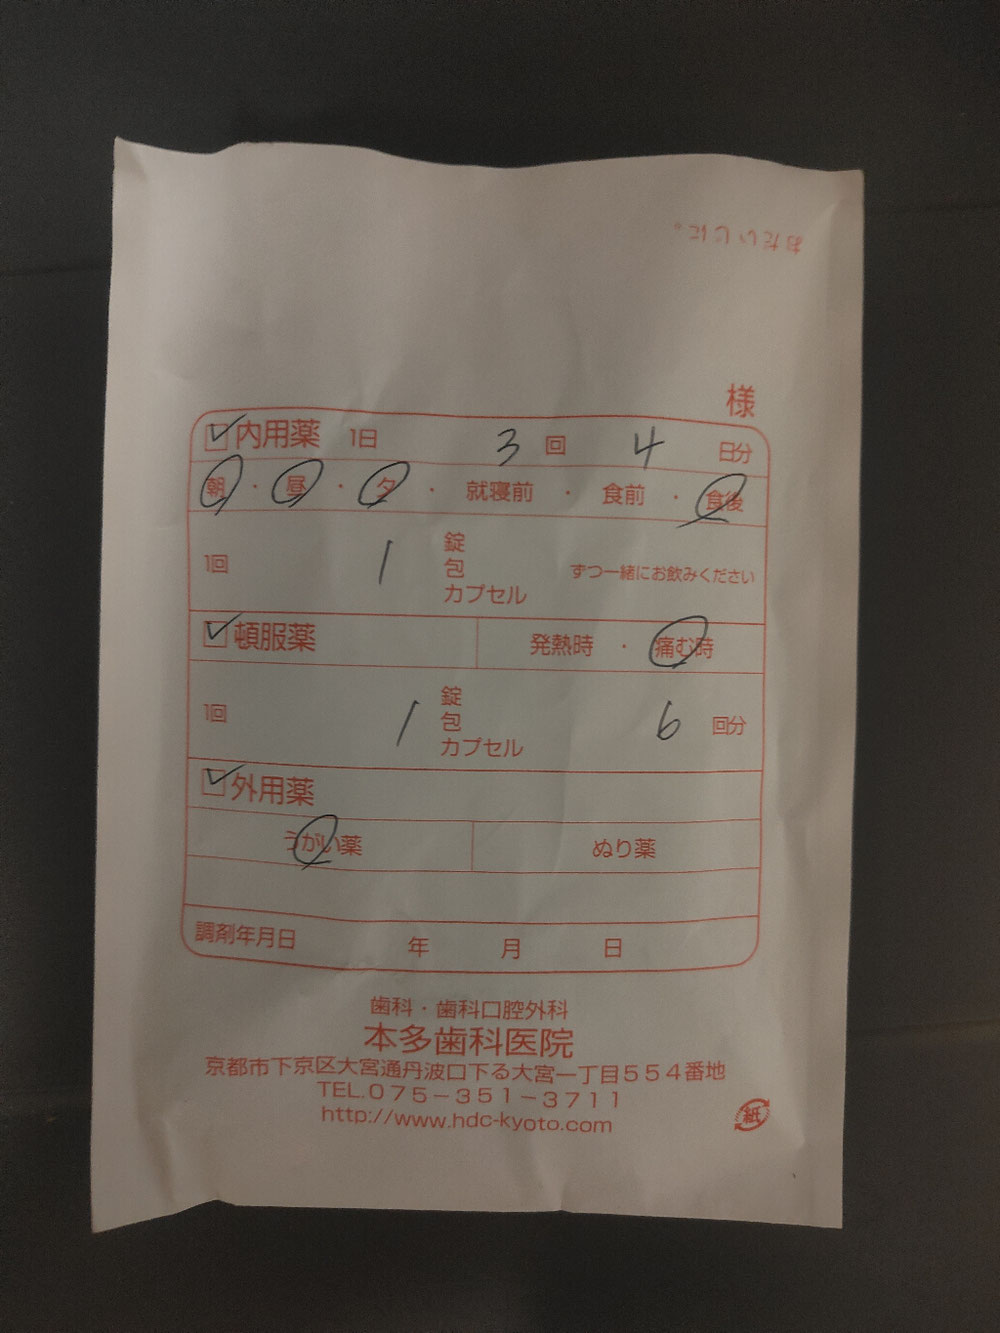 おだいじに。
様
内用薬 1日 3 回 4 日分
朝・昼・夕・就寝前・食前・食後
1回 1 錠 包 カプセル ずつ一緒にお飲みください
頓服薬 発熱時・痛む時
1回 1 錠 包 カプセル 6 回分
外用薬
うがい薬 ぬり薬
調剤年月日 年 月 日
歯科・歯科口腔外科
本多歯科医院
京都市下京区大宮通丹波口下る大宮一丁目554番地
TEL.075-351-3711
http://www.hdc-kyoto.com
紙